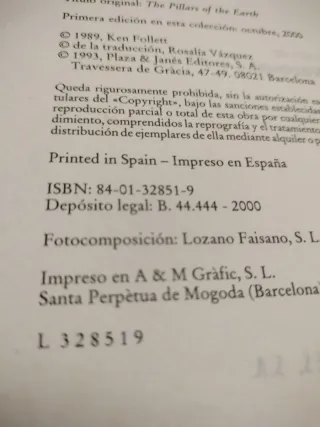 Título original: The Pillars of the Earth
Primera edición en esta colección: octubre, 2000
© 1989, Ken Follett
© de la traducción, Rosalía Vázquez
© 1993, Plaza & Janés Editores, S. A.
Travessera de Gràcia, 47-49. 08021 Barcelona
Queda rigurosamente prohibida, sin la autorización
tulares del «Copyright», bajo las sanciones establecidas
reproducción parcial o total de esta obra por cualquier
dimiento, comprendidos la reprografía y el tratamiento
distribución de ejemplares de ella mediante alquiler o
Printed in Spain – Impreso en España
ISBN: 84-01-32851-9
Depósito legal: B. 44.444 - 2000
Fotocomposición: Lozano Faisano, S. L.
Impreso en A & M Gràfic, S. L.
Santa Perpètua de Mogoda (Barcelona)
L 328519